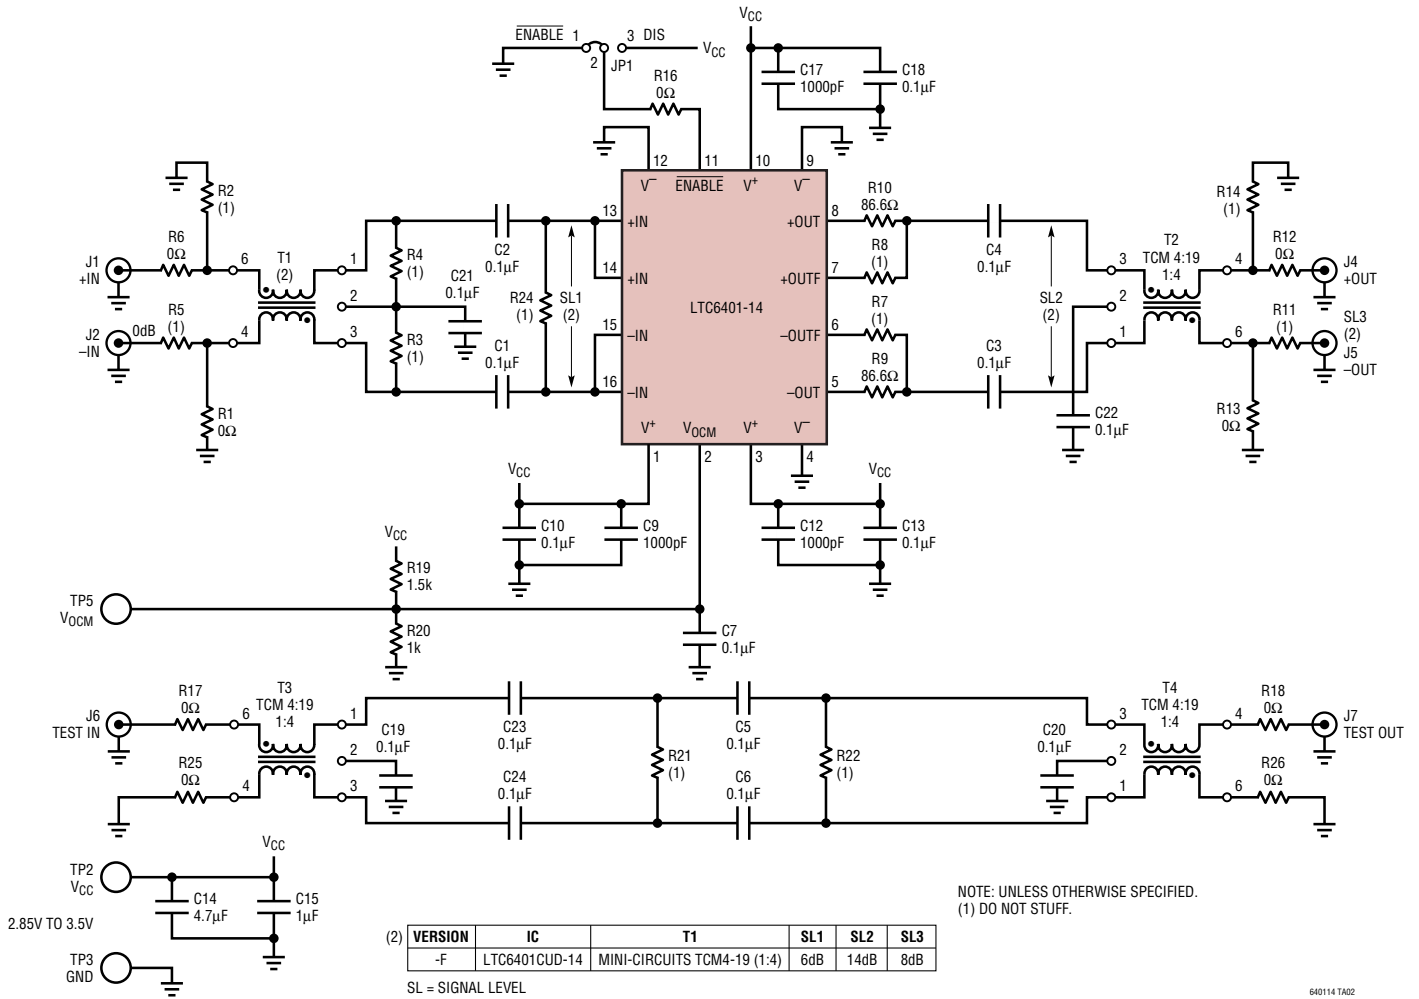 VCC
ENABLE 1
3 DIS
VCC
2
JP1
R16
0Ω
C17
1000pF
C18
0.1µF
12
11
10
9
V–
ENABLE
V+
V–
R2
(1)
R6
0Ω
J1
+IN
6
T1
(2)
1
R4
(1)
C21
0.1µF
2
C2
0.1µF
R24
(1)
SL1
(2)
13
+IN
14
+IN
LTC6401-14
15
–IN
16
–IN
+OUT
8
+OUTF
7
–OUTF
6
–OUT
5
R10
86.6Ω
R8
(1)
R7
(1)
R9
86.6Ω
C4
0.1µF
SL2
(2)
C3
0.1µF
3
T2
TCM 4:19
1:4
4
2
1
6
R14
(1)
R12
0Ω
J4
+OUT
R11
(1)
SL3
(2)
J5
–OUT
R13
0Ω
C22
0.1µF
J2
–IN
0dB
R5
(1)
4
3
R3
(1)
C1
0.1µF
R1
0Ω
V+
VOCM
V+
V–
1
2
3
4
VCC
C10
0.1µF
C9
1000pF
VCC
C12
1000pF
C13
0.1µF
VCC
R19
1.5k
TP5
VOCM
R20
1k
C7
0.1µF
J6
TEST IN
R17
0Ω
6
T3
TCM 4:19
1:4
1
2
C19
0.1µF
R25
0Ω
4
3
C23
0.1µF
C24
0.1µF
R21
(1)
C5
0.1µF
C6
0.1µF
R22
(1)
C20
0.1µF
3
T4
TCM 4:19
1:4
4
2
1
6
R18
0Ω
J7
TEST OUT
R26
0Ω
VCC
TP2
VCC
C14
4.7µF
C15
1µF
2.85V TO 3.5V
TP3
GND
NOTE: UNLESS OTHERWISE SPECIFIED.
(1) DO NOT STUFF.
(2) VERSION IC T1 SL1 SL2 SL3
-F LTC6401CUD-14 MINI-CIRCUITS TCM4-19 (1:4) 6dB 14dB 8dB
SL = SIGNAL LEVEL
640114 TA02